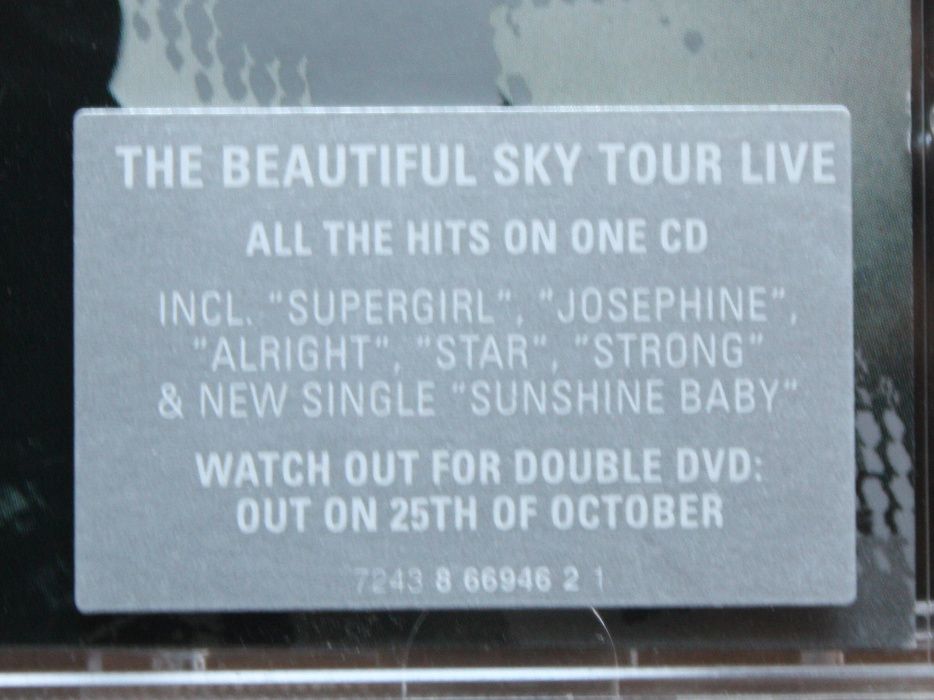 THE BEAUTIFUL SKY TOUR LIVE
ALL THE HITS ON ONE CD
INCL. "SUPERGIRL", "JOSEPHINE",
"ALRIGHT", "STAR", "STRONG"
& NEW SINGLE "SUNSHINE BABY"
WATCH OUT FOR DOUBLE DVD:
OUT ON 25TH OF OCTOBER
7243 8 66946 2 1